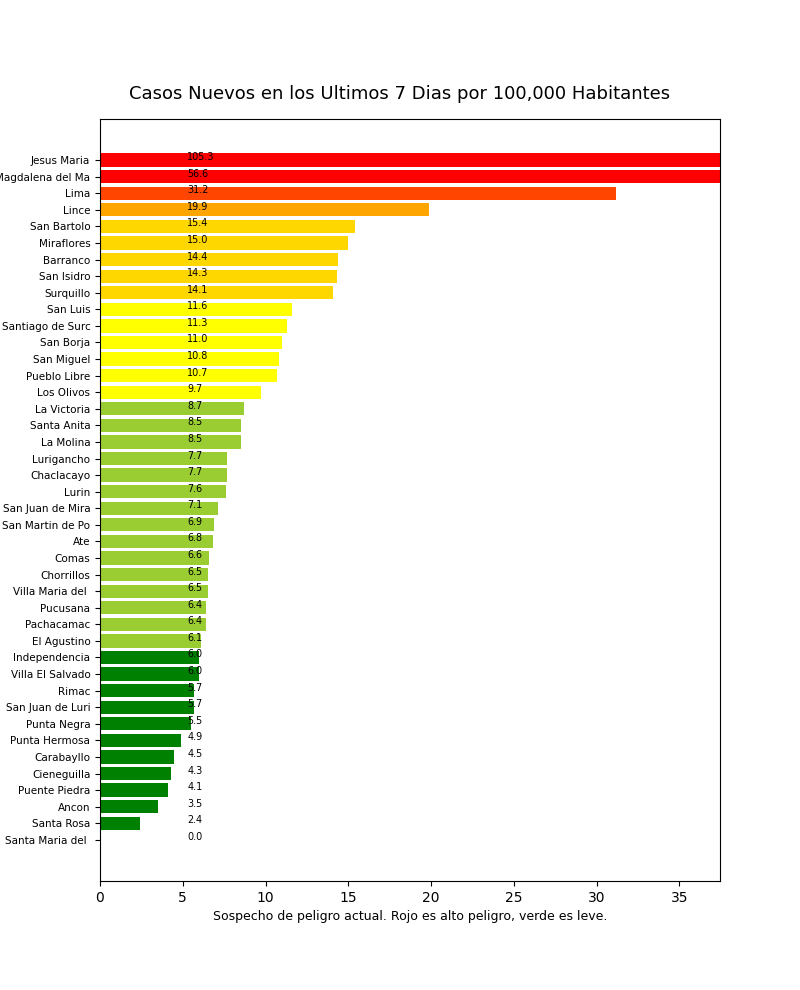 Casos Nuevos en los Ultimos 7 Dias por 100,000 Habitantes
Jesus Maria 105.3
Magdalena del Ma 56.6
Lima 31.2
Lince 19.9
San Bartolo 15.4
Miraflores 15.0
Barranco 14.4
San Isidro 14.3
Surquillo 14.1
San Luis 11.6
Santiago de Surc 11.3
San Borja 11.0
San Miguel 10.8
Pueblo Libre 10.7
Los Olivos 9.7
La Victoria 8.7
Santa Anita 8.5
La Molina 8.5
Lurigancho 7.7
Chaclacayo 7.7
Lurin 7.6
San Juan de Mira 7.1
San Martin de Po 6.9
Ate 6.8
Comas 6.6
Chorrillos 6.5
Villa Maria del 6.5
Pucusana 6.4
Pachacamac 6.4
El Agustino 6.1
Independencia 6.0
Villa El Salvado 6.0
Rimac 5.7
San Juan de Luri 5.7
Punta Negra 5.5
Punta Hermosa 4.9
Carabayllo 4.5
Cieneguilla 4.3
Puente Piedra 4.1
Ancon 3.5
Santa Rosa 2.4
Santa Maria del 0.0
0 5 10 15 20 25 30 35
Sospecho de peligro actual. Rojo es alto peligro, verde es leve.